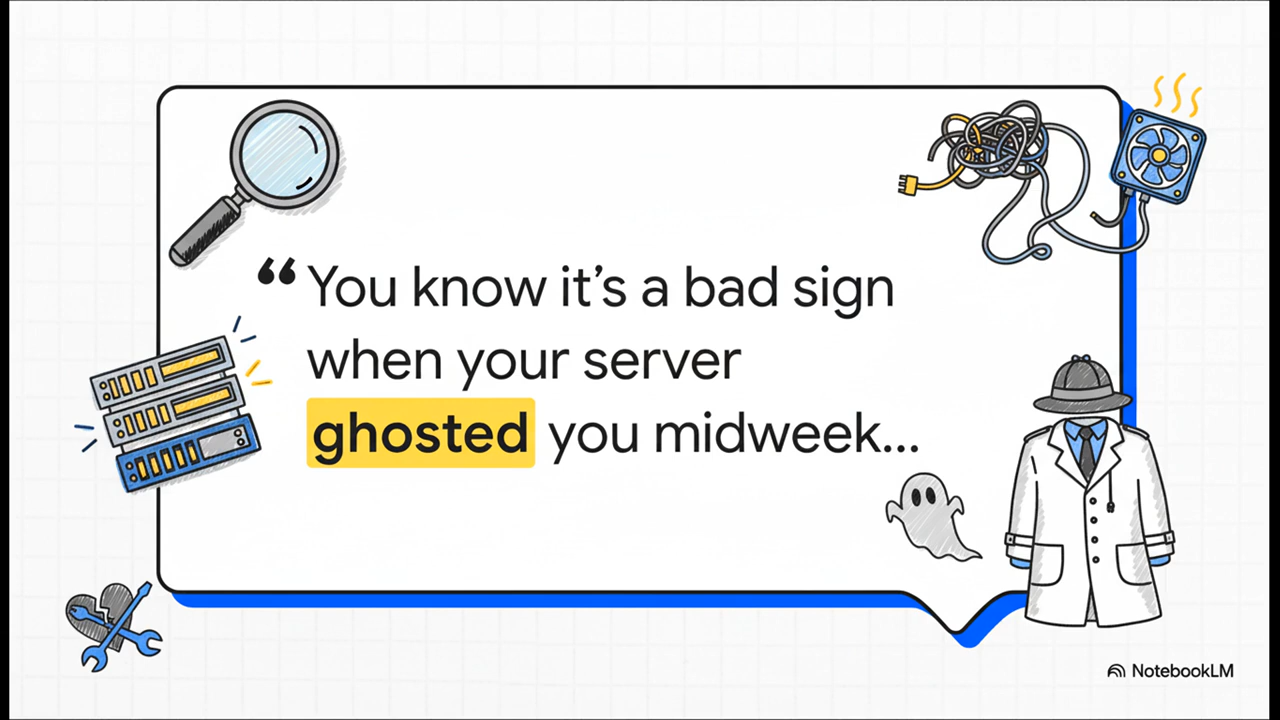 “You know it’s a bad sign
when your server
ghosted you midweek...
NotebookLM